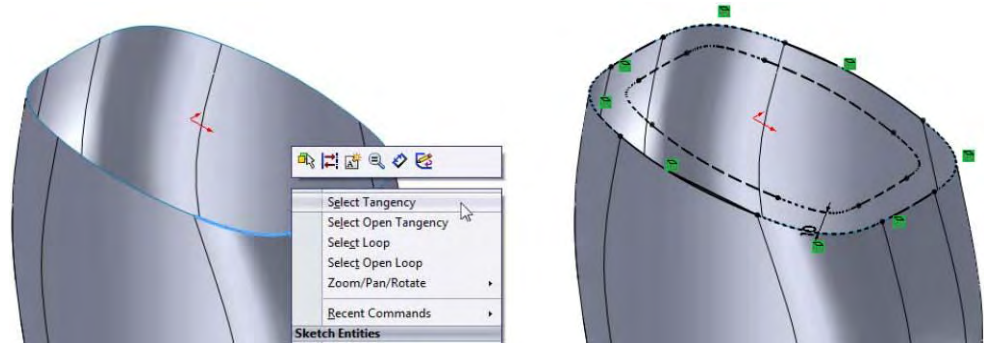 Select Tangency
Select Open Tangency
Select Loop
Select Open Loop
Zoom/Pan/Rotate
Recent Commands
Sketch Entities